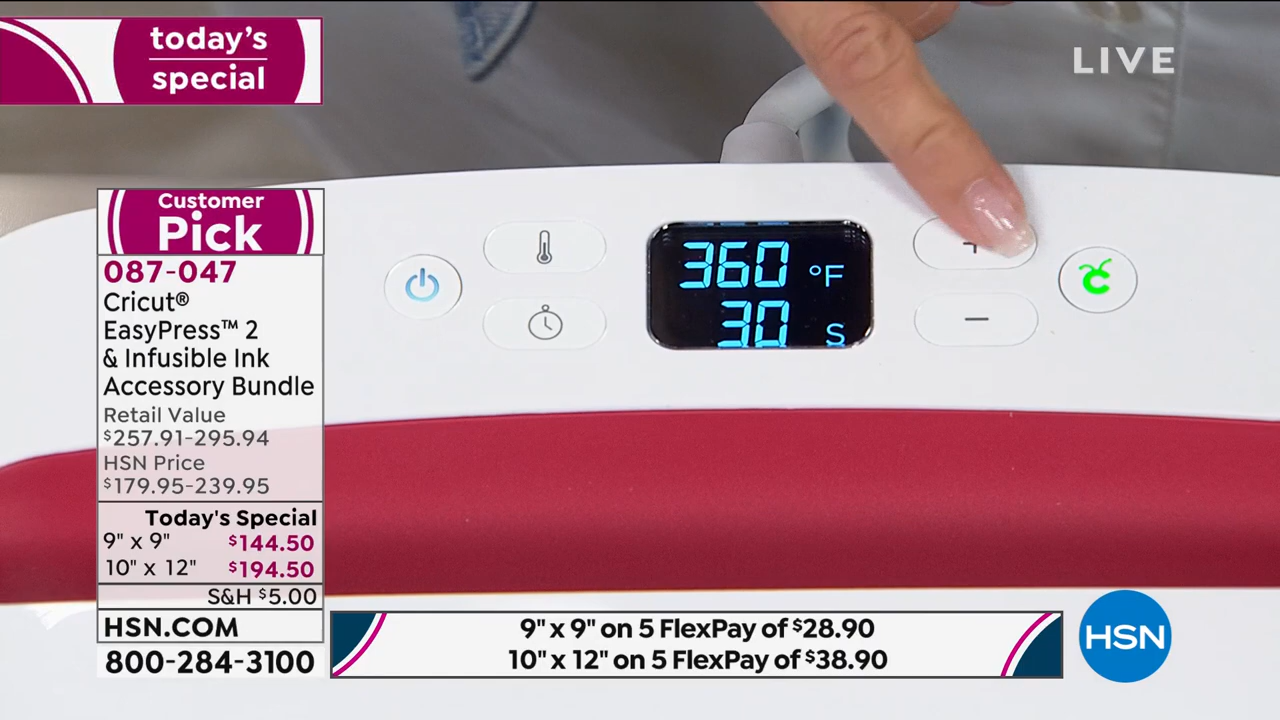 today's
special
LIVE
Customer
Pick
087-047
Cricut®
EasyPress™ 2
& Infusible Ink
Accessory Bundle
Retail Value
$257.91-295.94
HSN Price
$179.95-239.95
Today's Special
9" x 9" $144.50
10" x 12" $194.50
S&H $5.00
HSN.COM
800-284-3100
360 °F
30 S
9" x 9" on 5 FlexPay of $28.90
10" x 12" on 5 FlexPay of $38.90
HSN